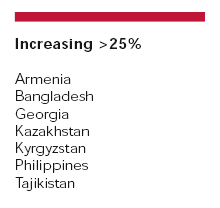 Increasing >25%
Armenia
Bangladesh
Georgia
Kazakhstan
Kyrgyzstan
Philippines
Tajikistan